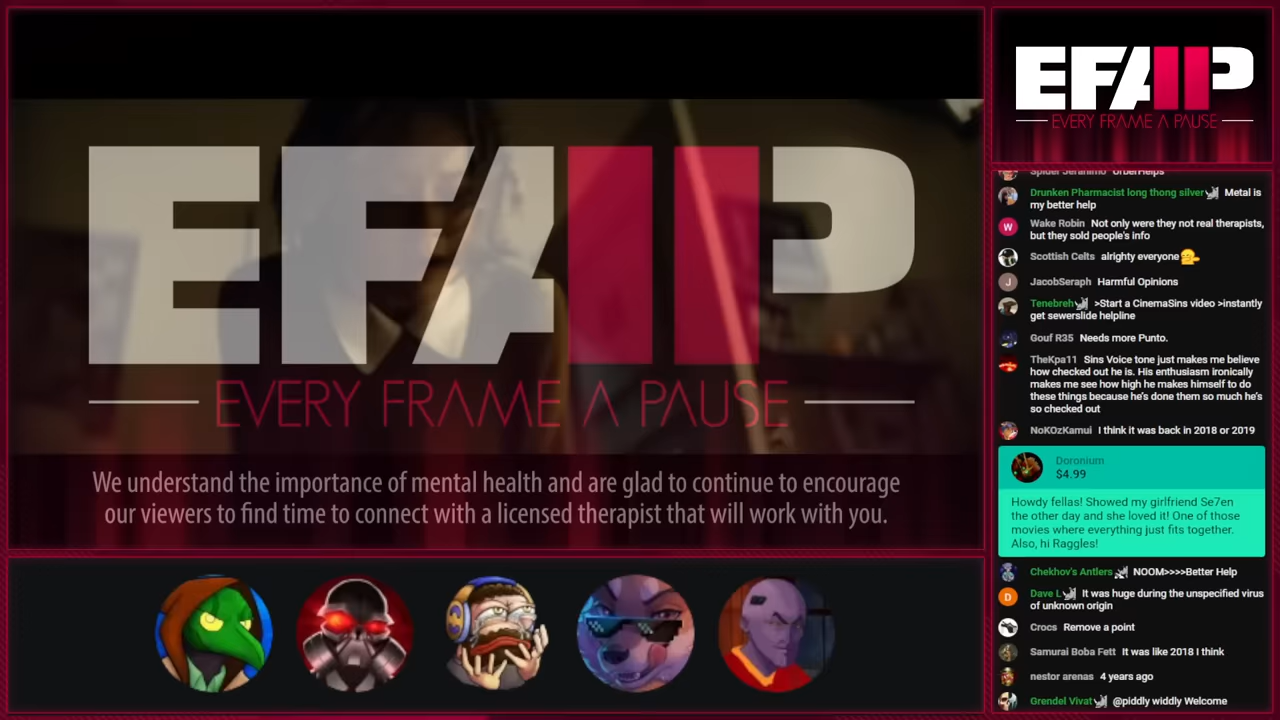 EFAP
EVERY FRAME A PAUSE
We understand the importance of mental health and are glad to continue to encourage
our viewers to find time to connect with a licensed therapist that will work with you.
EFAP
EVERY FRAME A PAUSE
Spider Jeranimo UrberHelps
Drunken Pharmacist long thong silver Metal is
my better help
Wake Robin Not only were they not real therapists,
but they sold people's info
Scottish Celts alrighty everyone
J
JacobSeraph Harmful Opinions
Tenebreh >Start a CinemaSins video >instantly
get sewerslide helpline
Gouf R35 Needs more Punto.
TheKpa11 Sins Voice tone just makes me believe
how checked out he is. His enthusiasm ironically
makes me see how high he makes himself to do
these things because he's done them so much he's
so checked out
NoKOzKamui I think it was back in 2018 or 2019
Doronium
$4.99
Howdy fellas! Showed my girlfriend Se7en
the other day and she loved it! One of those
movies where everything just fits together.
Also, hi Raggles!
Chekhov's Antlers NOOM>>>>Better Help
D
Dave L It was huge during the unspecified virus
of unknown origin
Crocs Remove a point
Samurai Boba Fett It was like 2018 I think
nestor arenas 4 years ago
Grendel Vivat @piddly widdly Welcome